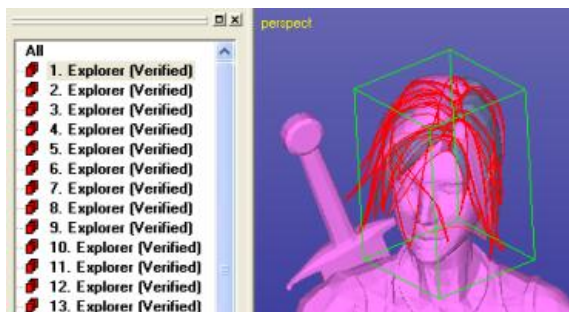 perspect
All
1. Explorer (Verified)
2. Explorer (Verified)
3. Explorer (Verified)
4. Explorer (Verified)
5. Explorer (Verified)
6. Explorer (Verified)
7. Explorer (Verified)
8. Explorer (Verified)
9. Explorer (Verified)
10. Explorer (Verified)
11. Explorer (Verified)
12. Explorer (Verified)
13. Explorer (Verified)